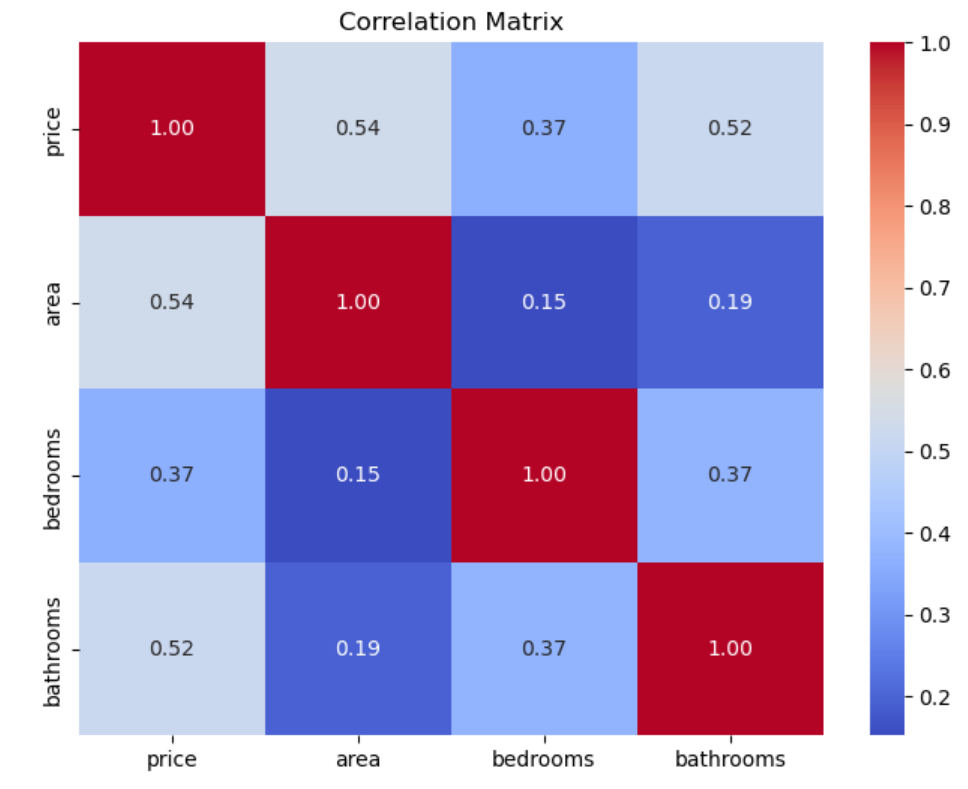 Correlation Matrix
price 1.00 0.54 0.37 0.52
area 0.54 1.00 0.15 0.19
bedrooms 0.37 0.15 1.00 0.37
bathrooms 0.52 0.19 0.37 1.00
price area bedrooms bathrooms
1.0
0.9
0.8
0.7
0.6
0.5
0.4
0.3
0.2